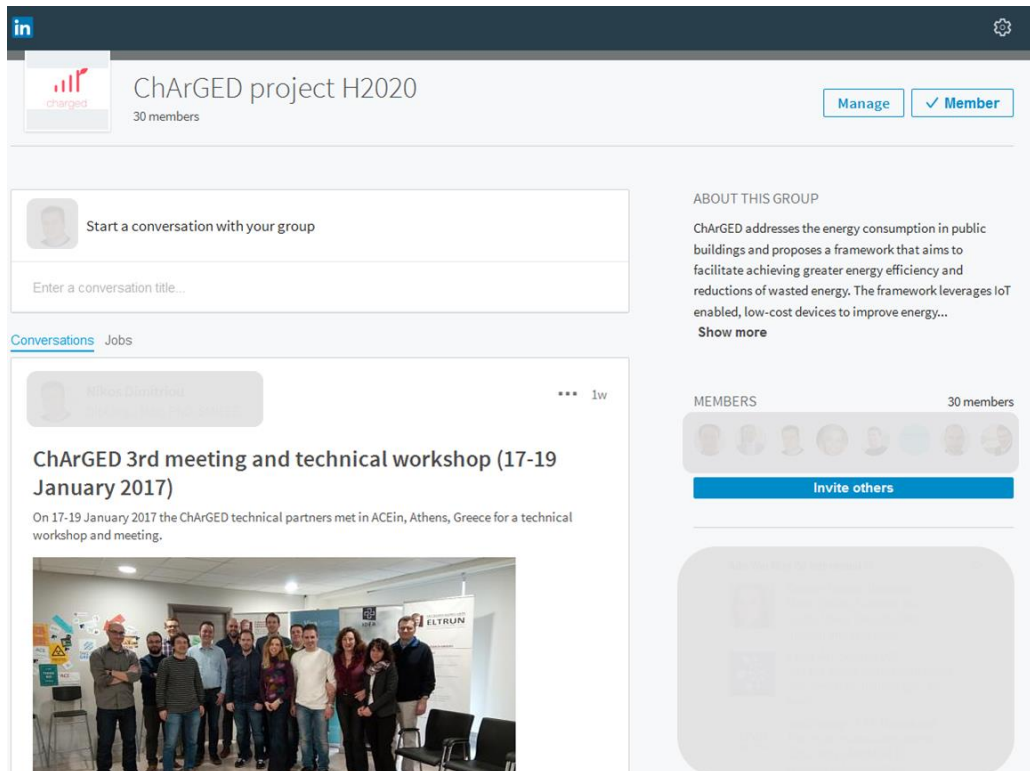 in
charged
ChArGED project H2020
30 members
Manage
✓ Member
Start a conversation with your group
Enter a conversation title...
Conversations Jobs
1w
ChArGED 3rd meeting and technical workshop (17-19
January 2017)
On 17-19 January 2017 the ChArGED technical partners met in ACEin, Athens, Greece for a technical
workshop and meeting.
IDEA
ELTRUN
ABOUT THIS GROUP
ChArGED addresses the energy consumption in public
buildings and proposes a framework that aims to
facilitate achieving greater energy efficiency and
reductions of wasted energy. The framework leverages IoT
enabled, low-cost devices to improve energy...
Show more
MEMBERS 30 members
Invite others